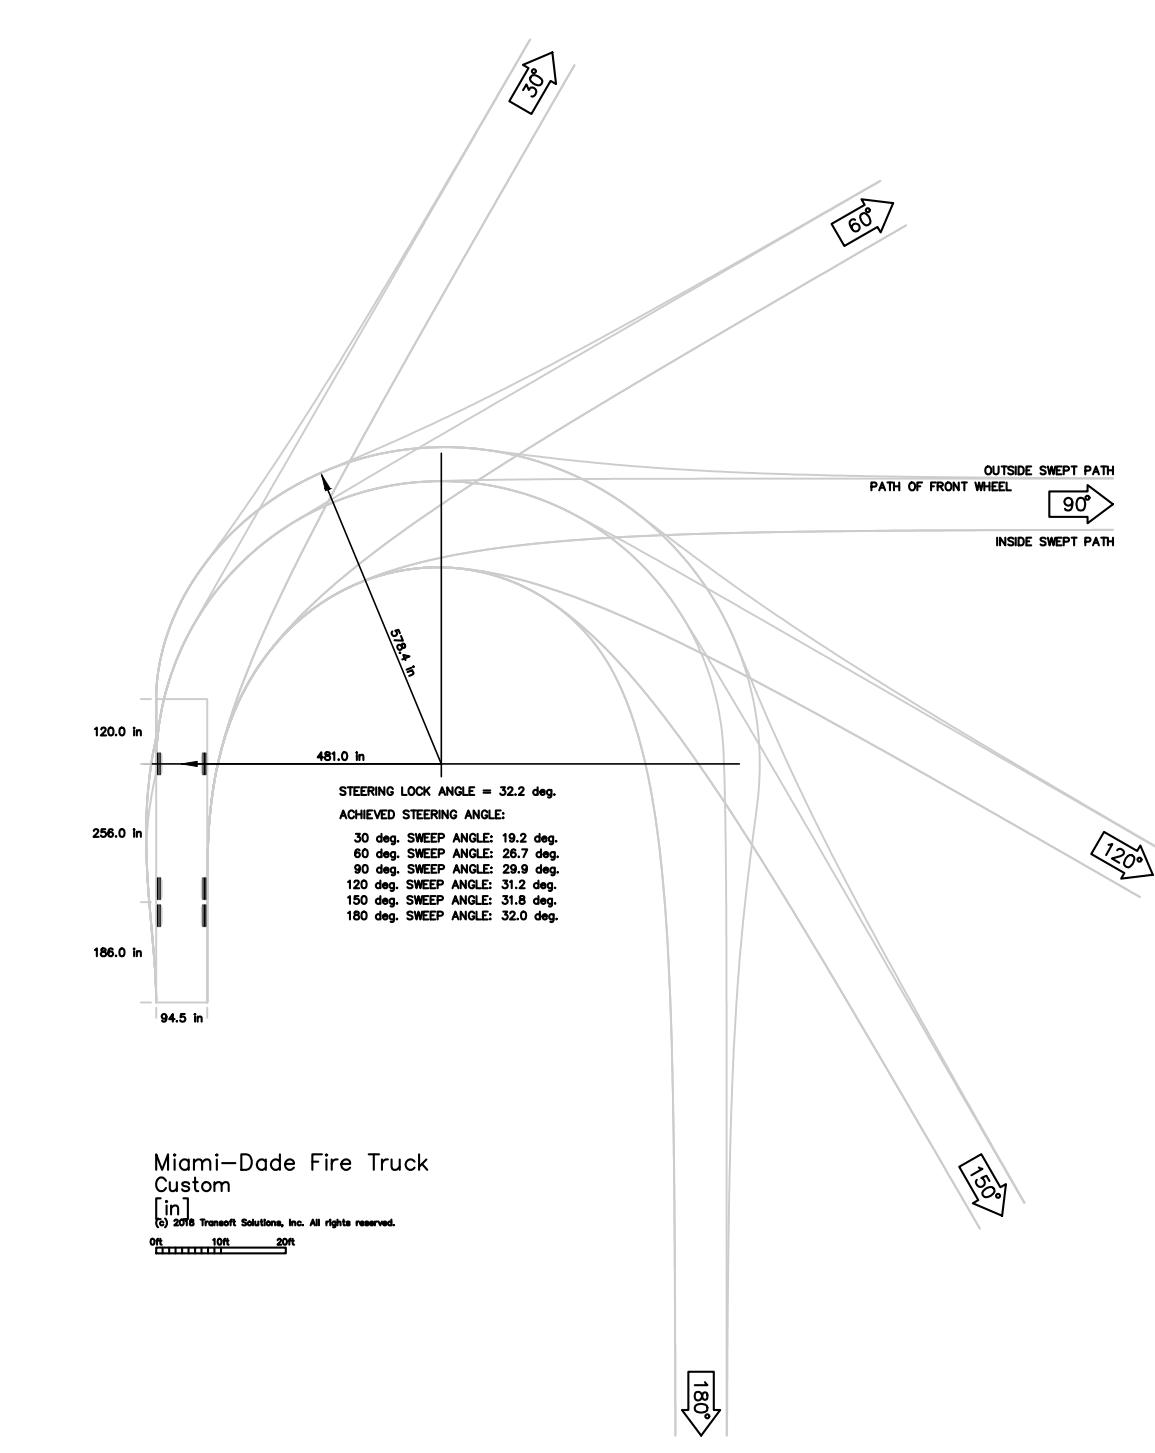 30°
60°
OUTSIDE SWEPT PATH
PATH OF FRONT WHEEL
90°
INSIDE SWEPT PATH
578.4 in
120.0 in
481.0 in
STEERING LOCK ANGLE = 32.2 deg.
ACHIEVED STEERING ANGLE:
256.0 in
30 deg. SWEEP ANGLE: 19.2 deg.
60 deg. SWEEP ANGLE: 26.7 deg.
90 deg. SWEEP ANGLE: 29.9 deg.
120 deg. SWEEP ANGLE: 31.2 deg.
150 deg. SWEEP ANGLE: 31.8 deg.
180 deg. SWEEP ANGLE: 32.0 deg.
120°
186.0 in
94.5 in
Miami-Dade Fire Truck
Custom
[in]
(c) 2018 Transoft Solutions, Inc. All rights reserved.
0ft 10ft 20ft
150°
180°